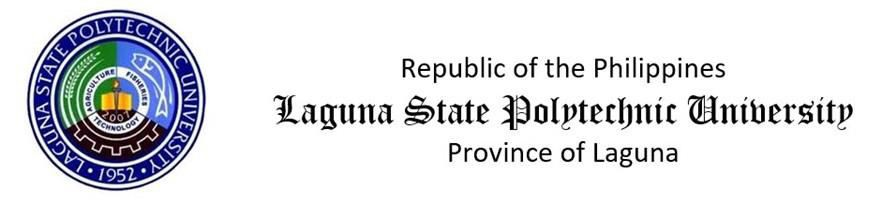 LAGUNA STATE POLYTECHNIC UNIVERSITY
• 1952 •
AGRICULTURE
FISHERIES
TECHNOLOGY
2007
Republic of the Philippines
Laguna State Polytechnic University
Province of Laguna